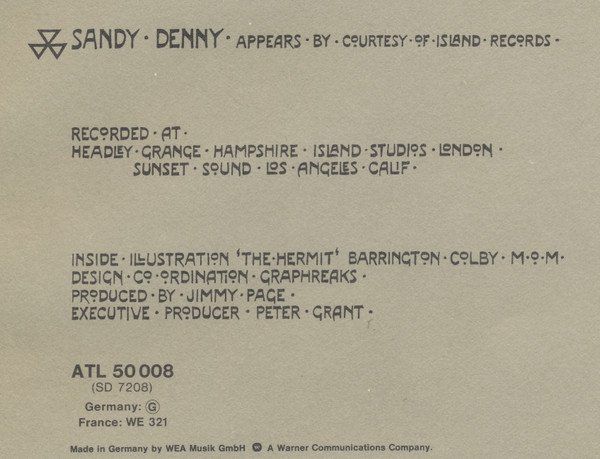 SANDY · DENNY · APPEARS · BY · COURTESY · OF · ISLAND · RECORDS ·
RECORDED · AT ·
HEADLEY · GRANGE · HAMPSHIRE · ISLAND · STUDIOS · LONDON ·
SUNSET · SOUND · LOS · ANGELES · CALIF ·
INSIDE · ILLUSTRATION 'THE · HERMIT' BARRINGTON · COLBY · M · O · M ·
DESIGN · CO · ORDINATION · GRAPHREAKS ·
PRODUCED · BY · JIMMY · PAGE ·
EXECUTIVE · PRODUCER · PETER · GRANT ·
ATL 50 008
(SD 7208)
Germany: Ⓖ
France: WE 321
Made in Germany by WEA Musik GmbH Ⓦ A Warner Communications Company.